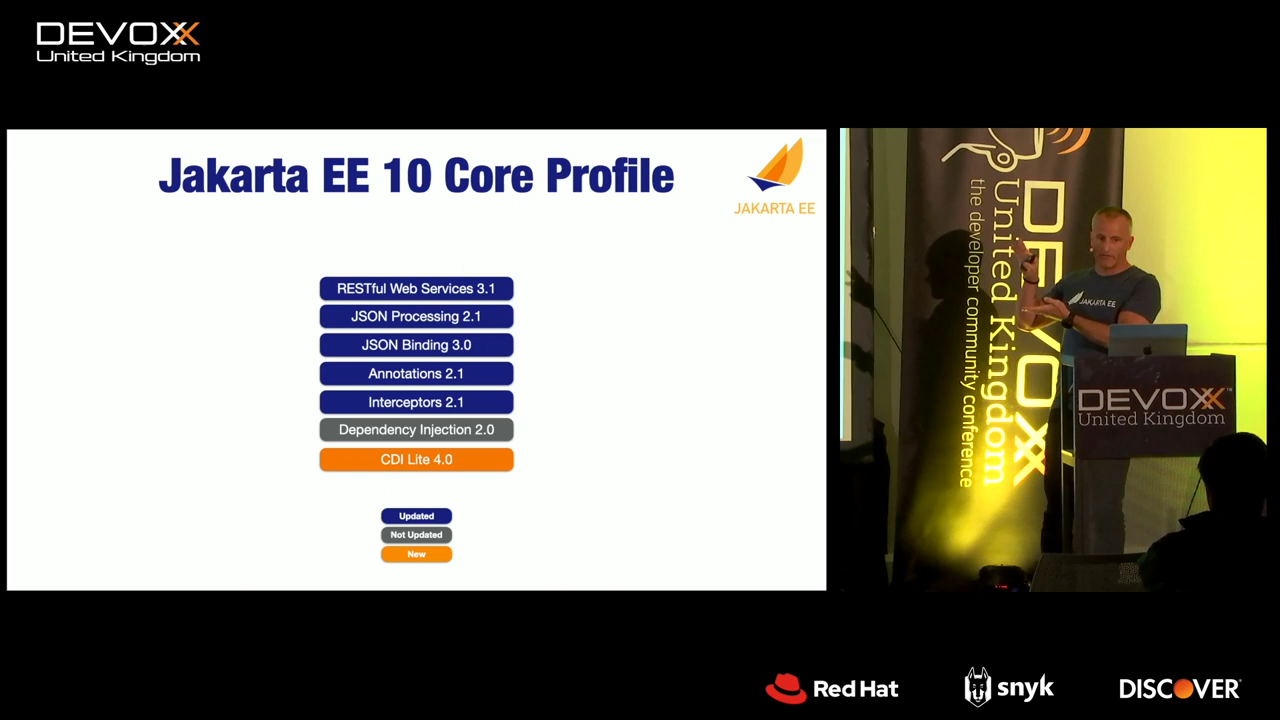 DEVOXX
United Kingdom
Jakarta EE 10 Core Profile
JAKARTA EE
RESTful Web Services 3.1
JSON Processing 2.1
JSON Binding 3.0
Annotations 2.1
Interceptors 2.1
Dependency Injection 2.0
CDI Lite 4.0
Updated
Not Updated
New
DEVOXX
United Kingdom
the developer community conference
JAKARTA EE
DEVOXX™
United Kingdom
Red Hat
snyk
DISCOVER